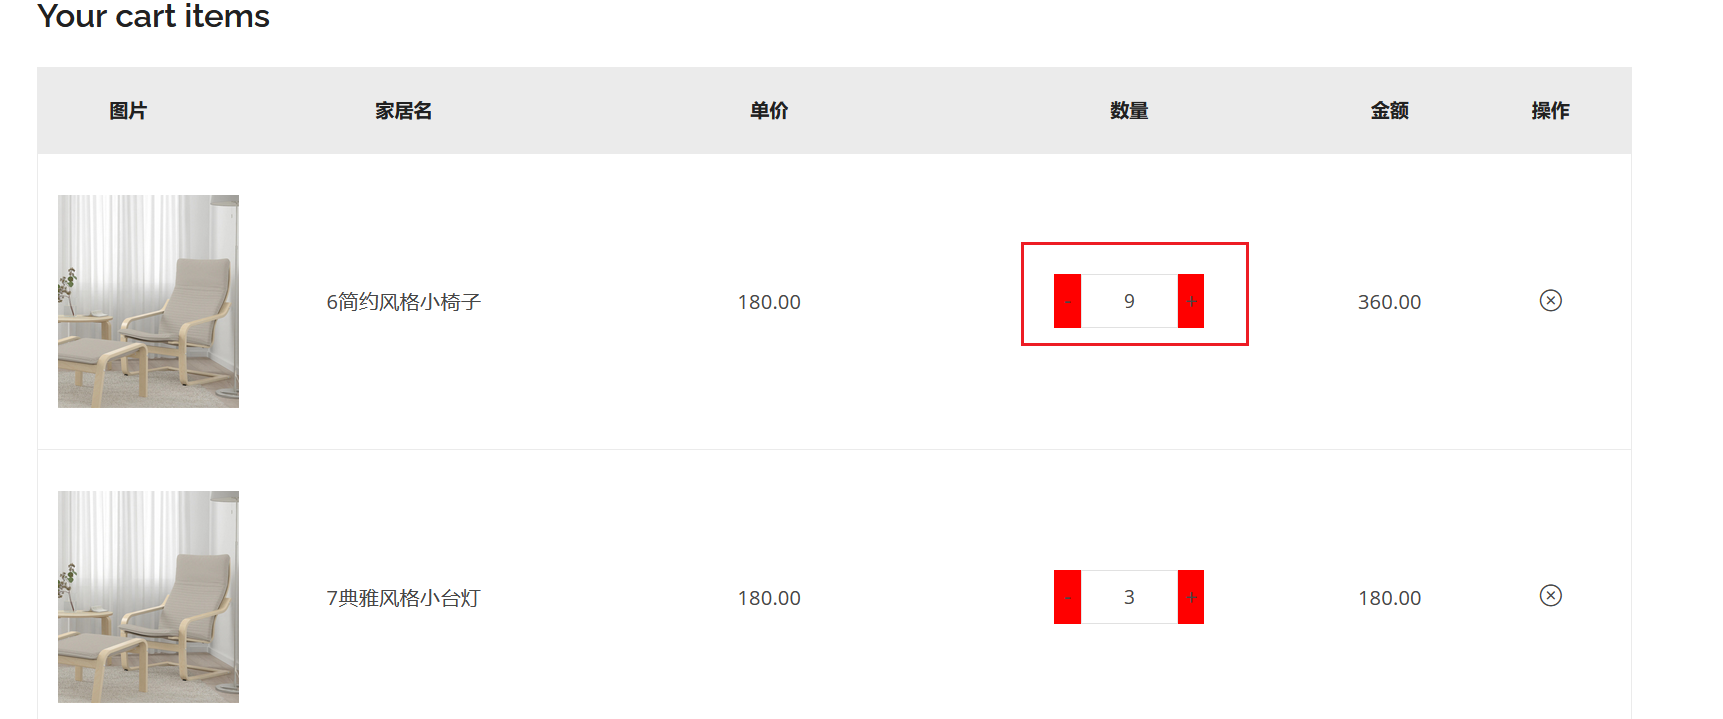 Your cart items
图片 家居名 单价 数量 金额 操作
6简约风格小椅子 180.00 - 9 + 360.00
7典雅风格小台灯 180.00 - 3 + 180.00